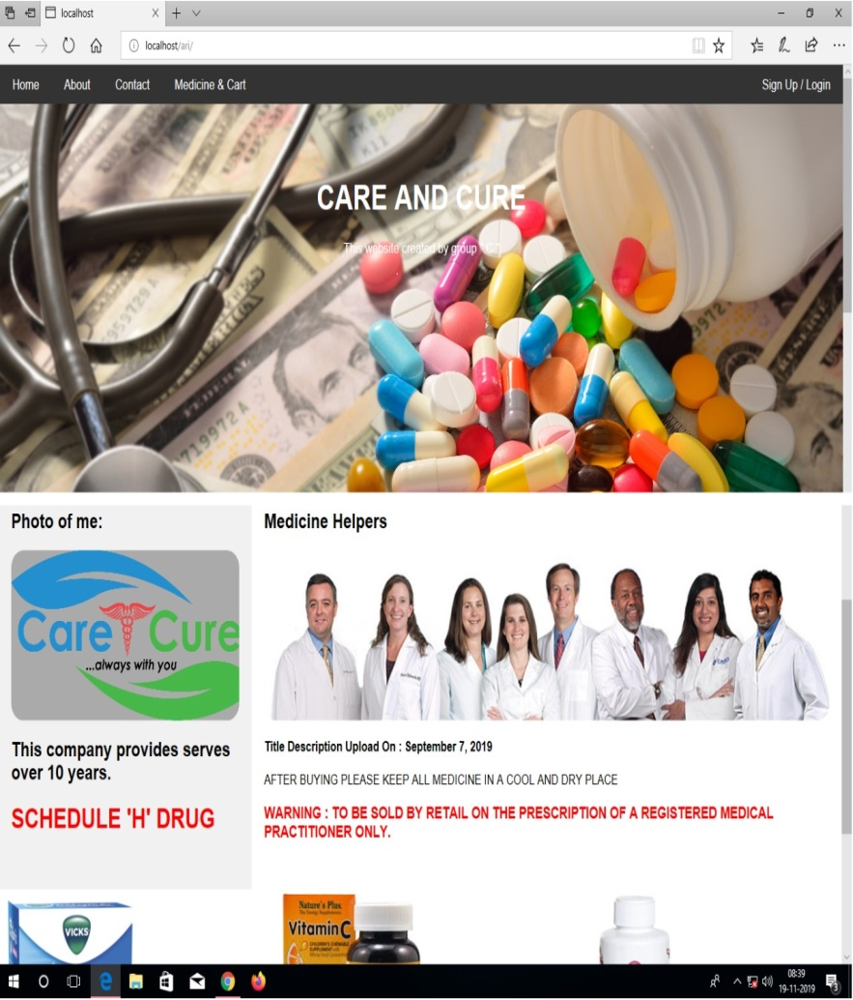 localhost
localhost/ari/
Home About Contact Medicine & Cart Sign Up / Login
CARE AND CURE
This website created by group
Photo of me:
Care Cure
...always with you
This company provides serves
over 10 years.
SCHEDULE 'H' DRUG
Medicine Helpers
Title Description Upload On : September 7, 2019
AFTER BUYING PLEASE KEEP ALL MEDICINE IN A COOL AND DRY PLACE
WARNING : TO BE SOLD BY RETAIL ON THE PRESCRIPTION OF A REGISTERED MEDICAL
PRACTITIONER ONLY.
VICKS
Nature's Plus
Vitamin C
08:39
19-11-2019
3